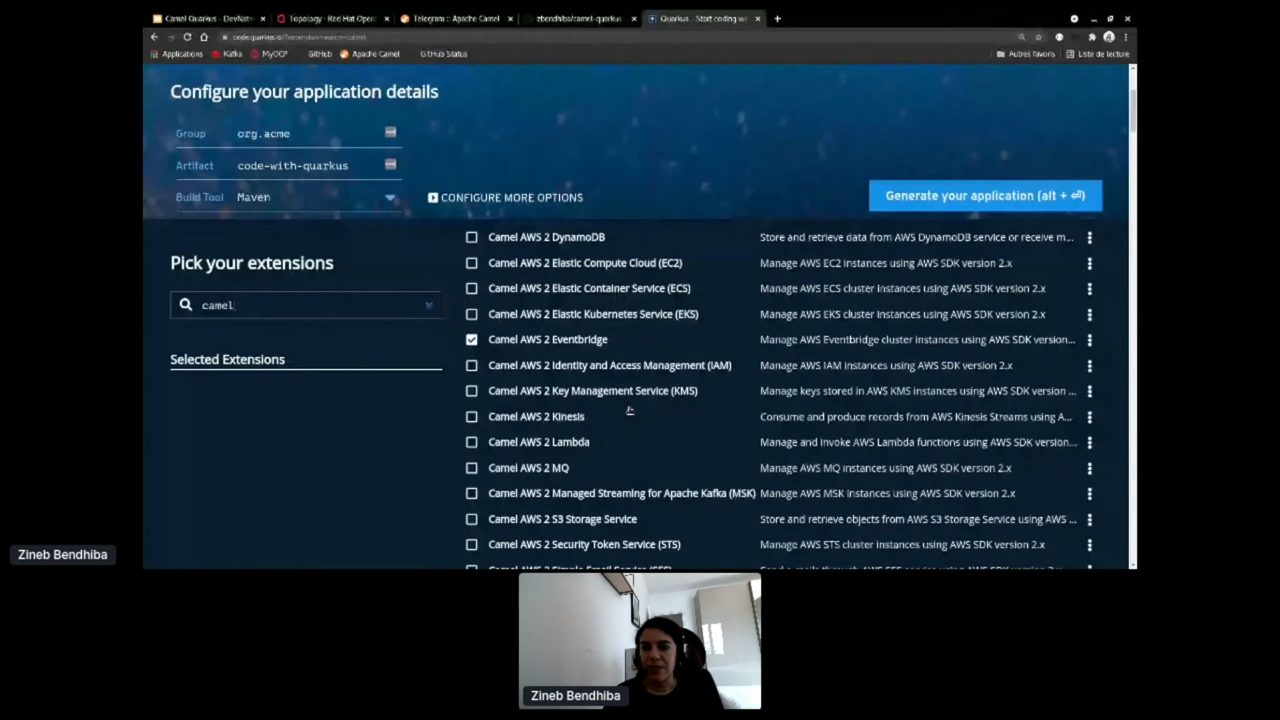 Camel Quarkus - DevNat
Topology · Red Hat Open
Telegram :: Apache Camel
zbendhiba/camel-quarkus
Quarkus - Start coding wi
code.quarkus.io/?extension-search=camel
Applications
Kafka
MyOCP
GitHub
Apache Camel
GitHub Status
Autres favoris
Liste de lecture
Configure your application details
Group org.acme
Artifact code-with-quarkus
Build Tool Maven
CONFIGURE MORE OPTIONS
Generate your application (alt + ⏎)
Pick your extensions
camel
Selected Extensions
Camel AWS 2 DynamoDB Store and retrieve data from AWS DynamoDB service or receive m...
Camel AWS 2 Elastic Compute Cloud (EC2) Manage AWS EC2 instances using AWS SDK version 2.x
Camel AWS 2 Elastic Container Service (ECS) Manage AWS ECS cluster instances using AWS SDK version 2.x
Camel AWS 2 Elastic Kubernetes Service (EKS) Manage AWS EKS cluster instances using AWS SDK version 2.x
Camel AWS 2 Eventbridge Manage AWS Eventbridge cluster instances using AWS SDK version...
Camel AWS 2 Identity and Access Management (IAM) Manage AWS IAM instances using AWS SDK version 2.x
Camel AWS 2 Key Management Service (KMS) Manage keys stored in AWS KMS instances using AWS SDK version ...
Camel AWS 2 Kinesis Consume and produce records from AWS Kinesis Streams using A...
Camel AWS 2 Lambda Manage and invoke AWS Lambda functions using AWS SDK version...
Camel AWS 2 MQ Manage AWS MQ instances using AWS SDK version 2.x
Camel AWS 2 Managed Streaming for Apache Kafka (MSK) Manage AWS MSK instances using AWS SDK version 2.x
Camel AWS 2 S3 Storage Service Store and retrieve objects from AWS S3 Storage Service using AWS ...
Camel AWS 2 Security Token Service (STS) Manage AWS STS cluster instances using AWS SDK version 2.x
Zineb Bendhiba
Zineb Bendhiba